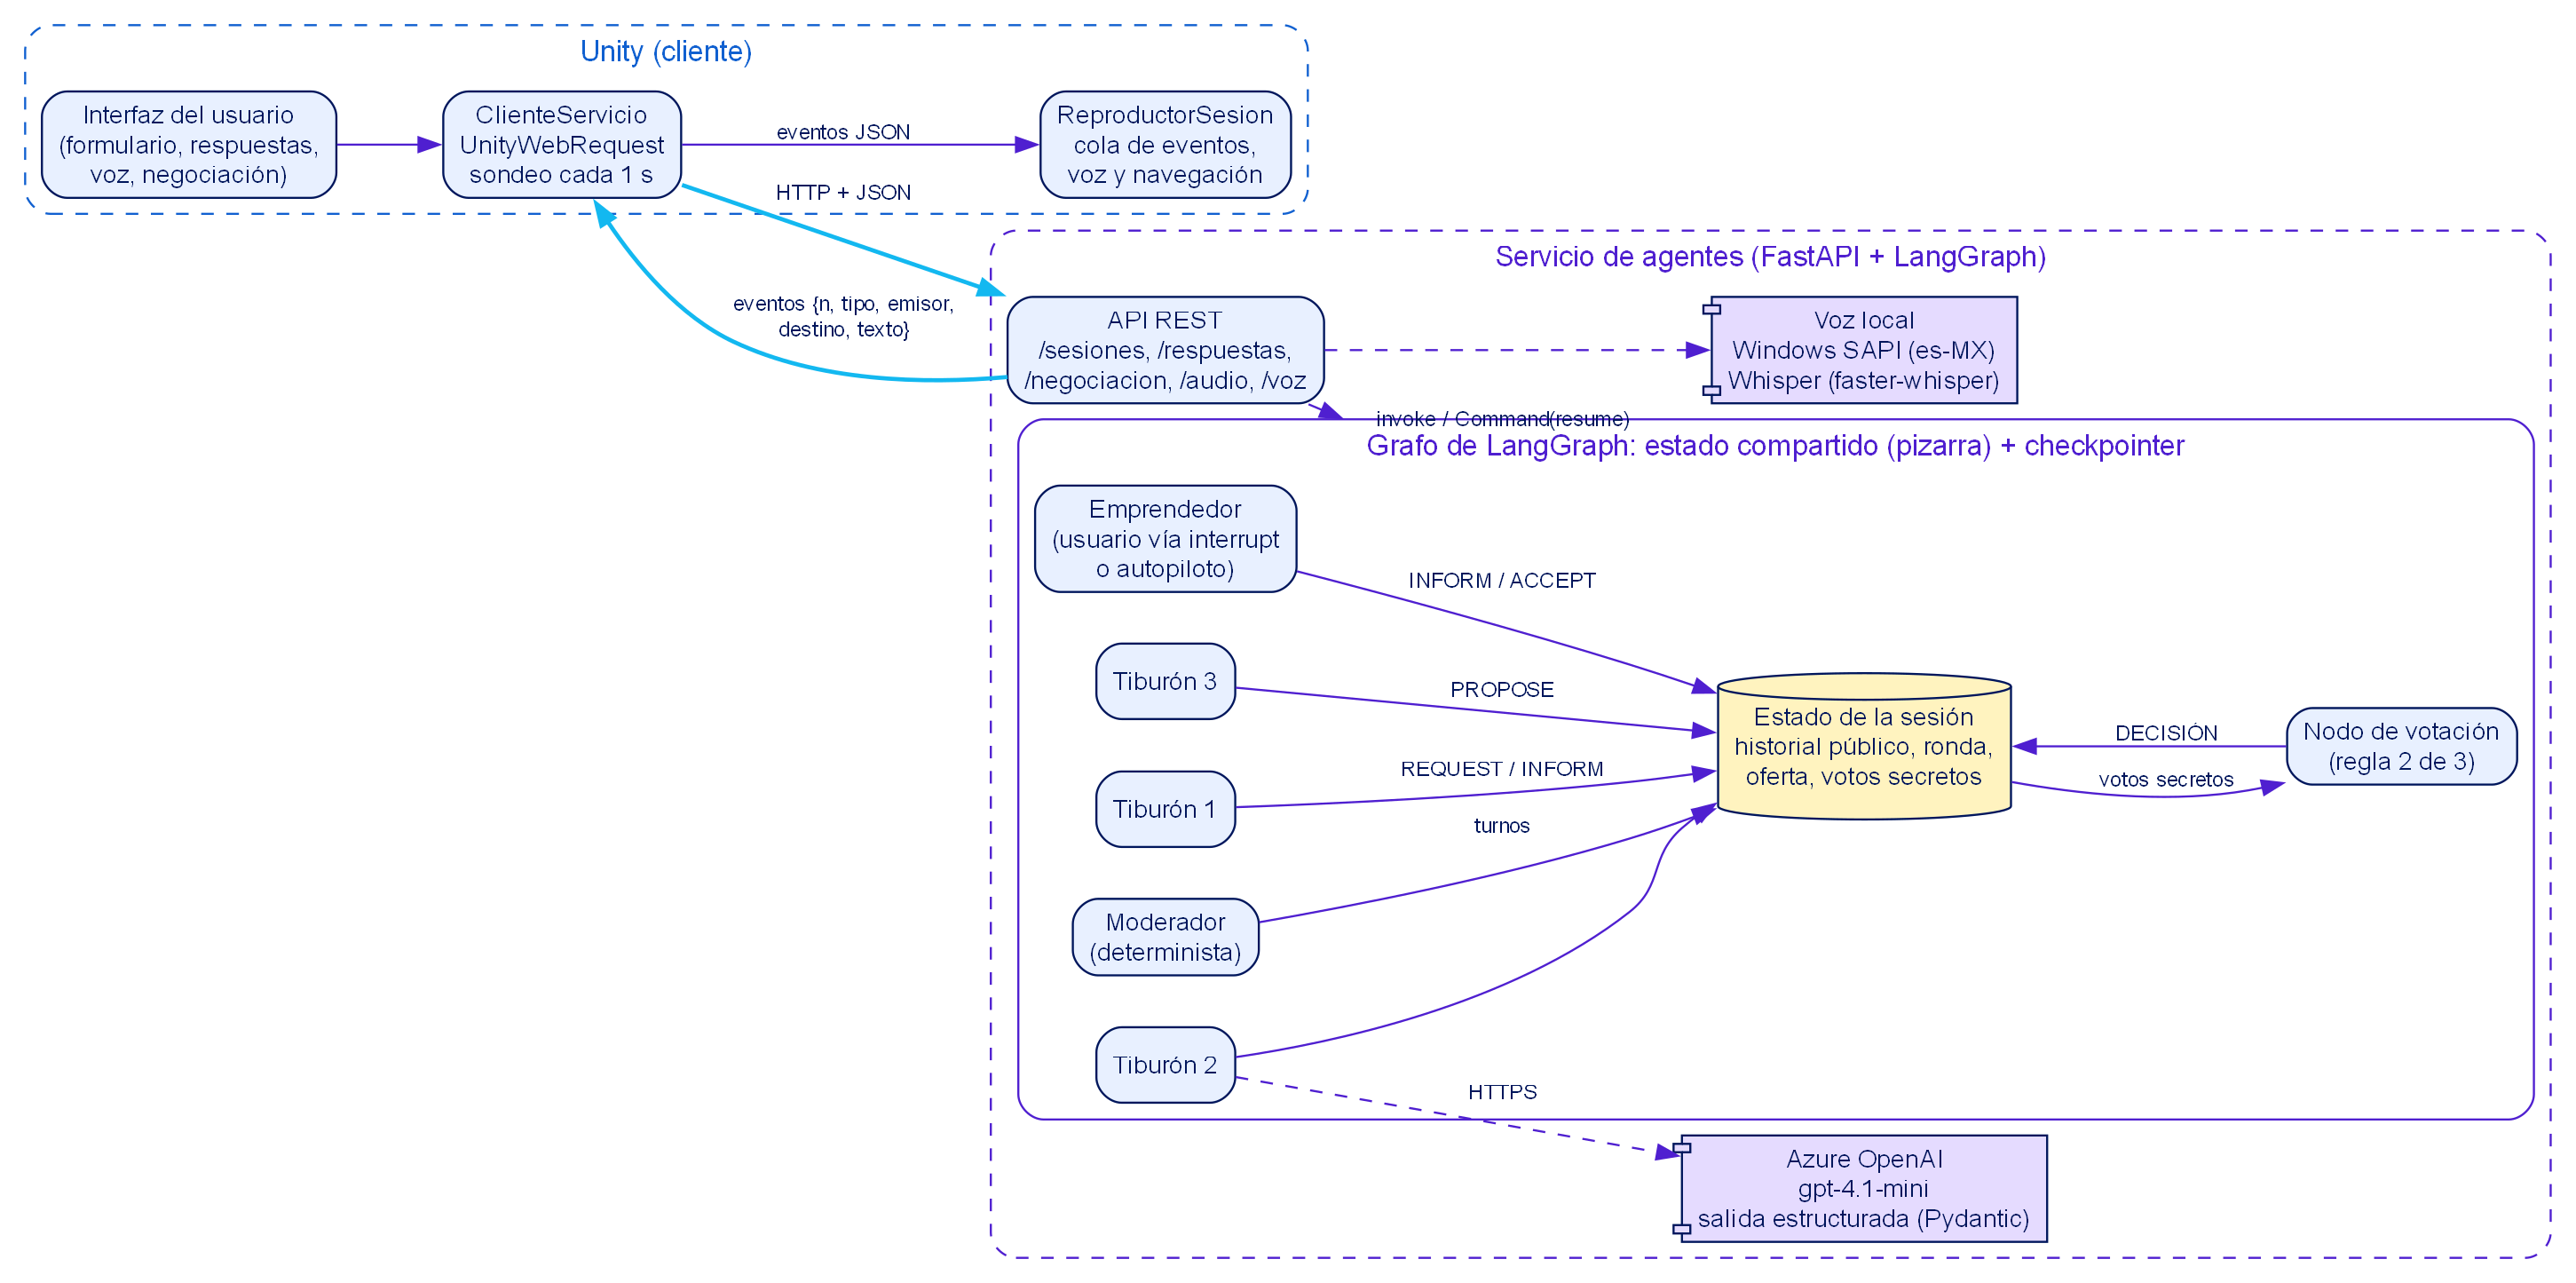 Unity (cliente)
Interfaz del usuario
(formulario, respuestas,
voz, negociación)
ClienteServicio
UnityWebRequest
sondeo cada 1 s
eventos JSON
ReproductorSesion
cola de eventos,
voz y navegación
HTTP + JSON
eventos {n, tipo, emisor,
destino, texto}
Servicio de agentes (FastAPI + LangGraph)
API REST
/sesiones, /respuestas,
/negociacion, /audio, /voz
Voz local
Windows SAPI (es-MX)
Whisper (faster-whisper)
invoke / Command(resume)
Grafo de LangGraph: estado compartido (pizarra) + checkpointer
Emprendedor
(usuario vía interrupt
o autopiloto)
INFORM / ACCEPT
Tiburón 3
PROPOSE
Tiburón 1
REQUEST / INFORM
turnos
Moderador
(determinista)
Tiburón 2
Estado de la sesión
historial público, ronda,
oferta, votos secretos
DECISIÓN
votos secretos
Nodo de votación
(regla 2 de 3)
HTTPS
Azure OpenAI
gpt-4.1-mini
salida estructurada (Pydantic)